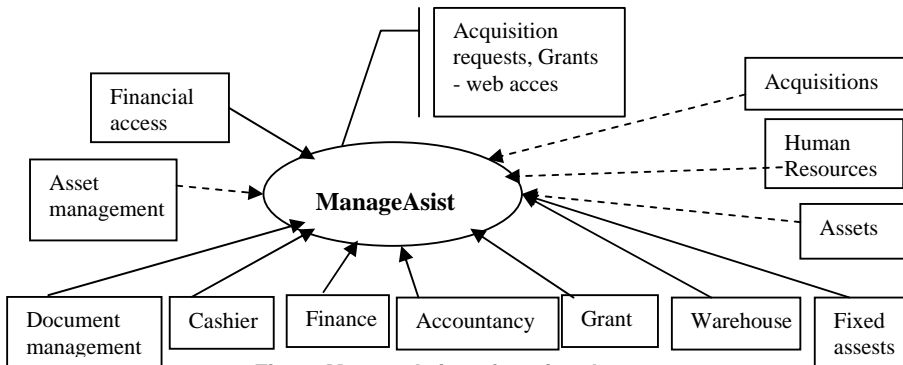 Acquisition
requests, Grants
- web acces
Financial
access
Acquisitions
Human
Resources
Asset
management
ManageAsist
Assets
Document
management
Cashier
Finance
Accountancy
Grant
Warehouse
Fixed
assests